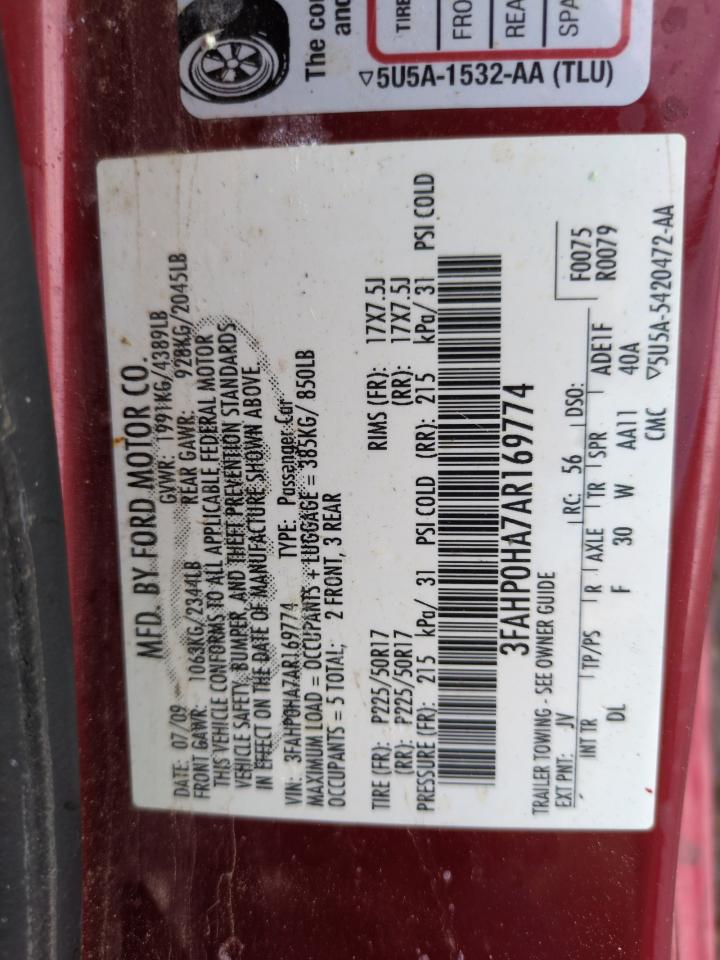 The co
and
TIRE
FRO
REA
SPA
▽5U5A-1532-AA (TLU)
MFD. BY FORD MOTOR CO.
DATE: 07/09 GVWR: 1991KG/4389LB
FRONT GAWR: 1063KG/2344LB REAR GAWR: 928KG/2045LB
THIS VEHICLE CONFORMS TO ALL APPLICABLE FEDERAL MOTOR
VEHICLE SAFETY, BUMPER, AND THEFT PREVENTION STANDARDS
IN EFFECT ON THE DATE OF MANUFACTURE SHOWN ABOVE.
VIN: 3FAHP0HA7AR169774 TYPE: Passenger Car
MAXIMUM LOAD = OCCUPANTS + LUGGAGE = 385KG/ 850LB
OCCUPANTS = 5 TOTAL; 2 FRONT, 3 REAR
TIRE (FR): P225/50R17 RIMS (FR): 17X7.5J
(RR): P225/50R17 (RR): 17X7.5J
PRESSURE (FR): 215 kPa/ 31 PSI COLD (RR): 215 kPa/ 31 PSI COLD
3FAHP0HA7AR169774
TRAILER TOWING - SEE OWNER GUIDE F0075
EXT PNT: JV RC: 56 DSO: R0079
INT TR TP/PS R AXLE TR SPR ADE1F
DL F 30 W AA11 40A
CMC ▽5U5A-5420472-AA